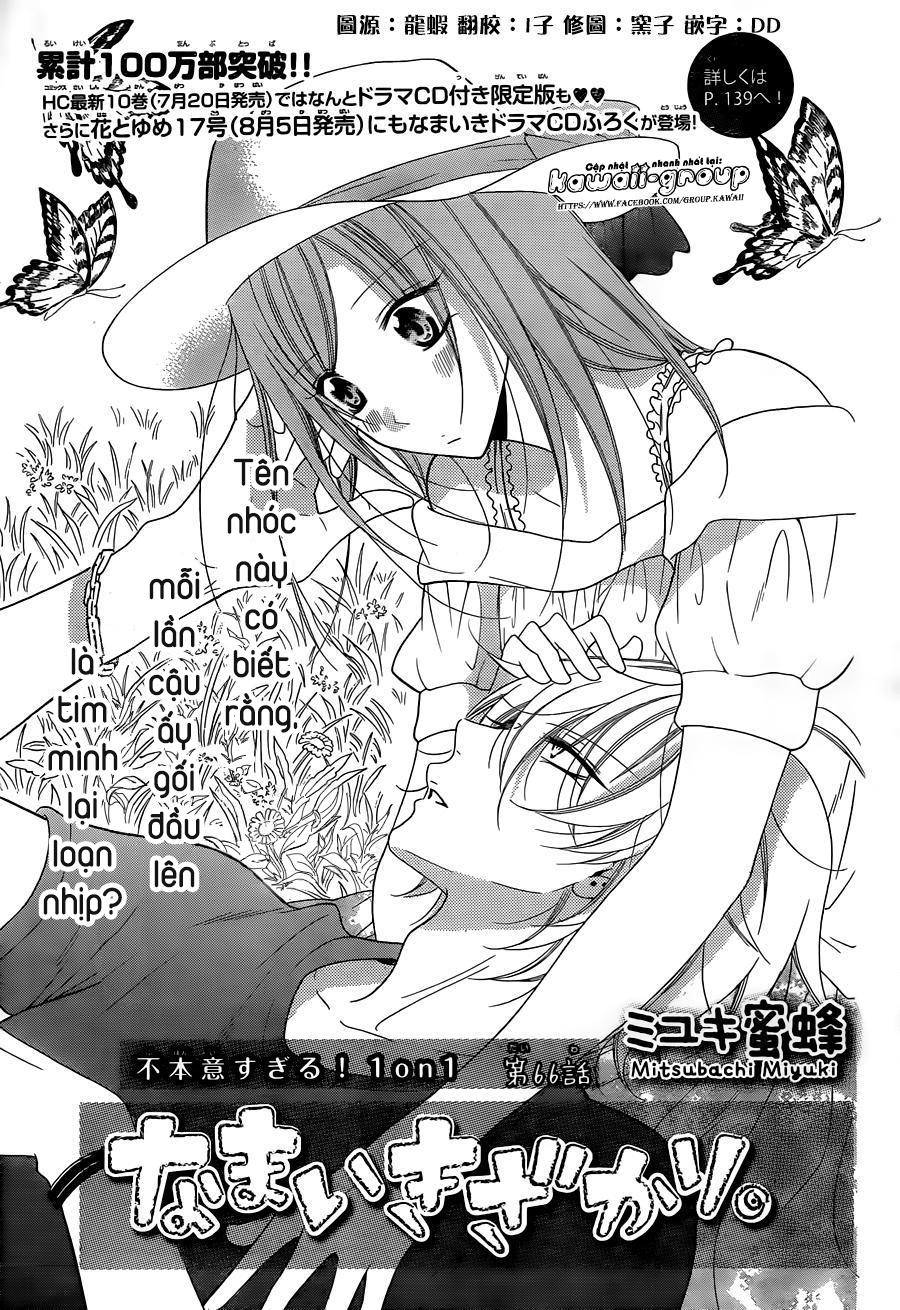 圖源：龍蝦 翻校：I子 修圖：窯子 嵌字：DD
累計100万部突破!!
HC最新10巻(7月20日発売)ではなんとドラマCD付き限定版も♥♥
さらに花とゆめ17号(8月5日発売)にもなまいきドラマCDふろくが登場!
詳しくは
P.139へ!
Cập nhật nhanh nhất tại:
kawaii-group
HTTPS://WWW.FACEBOOK.COM/GROUP.KAWAII
Tên
nhóc
này
có
biết
rằng,
mỗi
lần
cậu
ấy
gối
đầu
lên
là
tim
mình
lại
loạn
nhịp?
ミユキ蜜蜂
Mitsubachi Miyuki
不本意すぎる! 1on1 第66話
なまいきざかり。